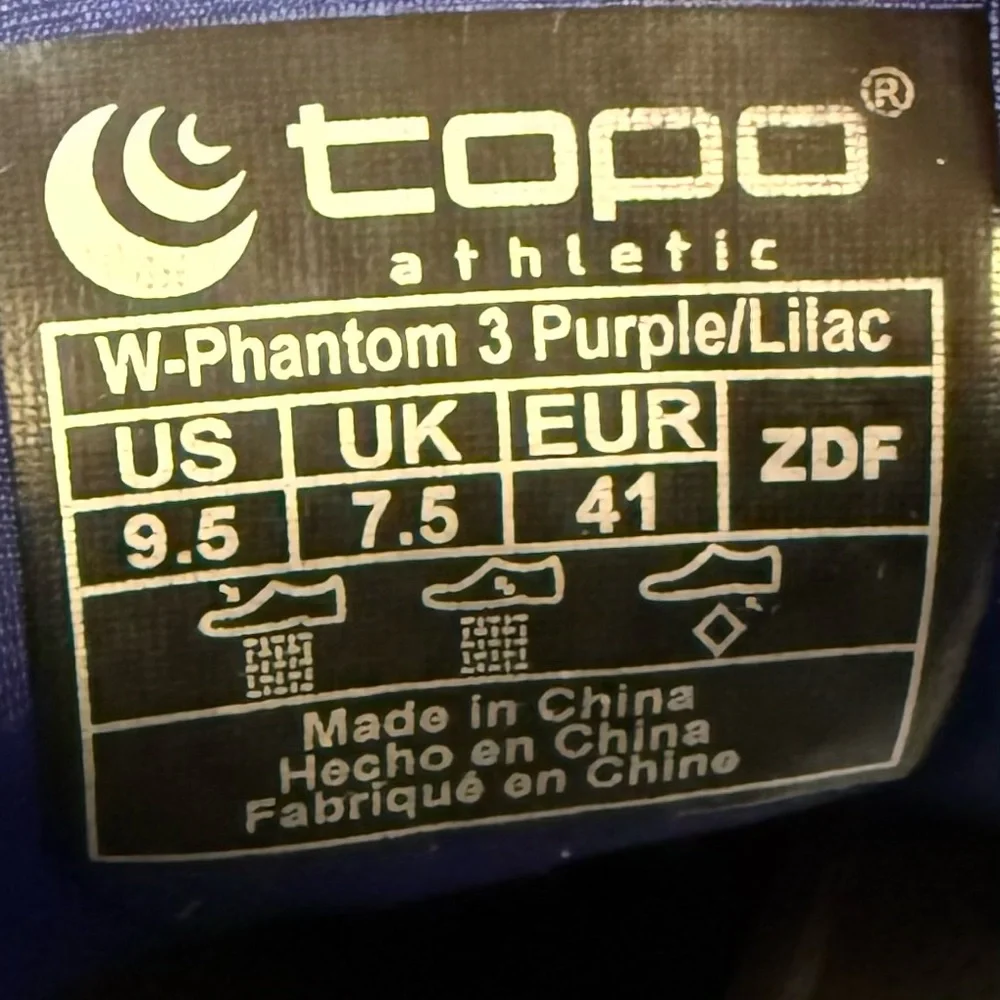 topo®
athletic
W-Phantom 3 Purple/Lilac
US UK EUR ZDF
9.5 7.5 41
Made in China
Hecho en China
Fabriqué en Chine